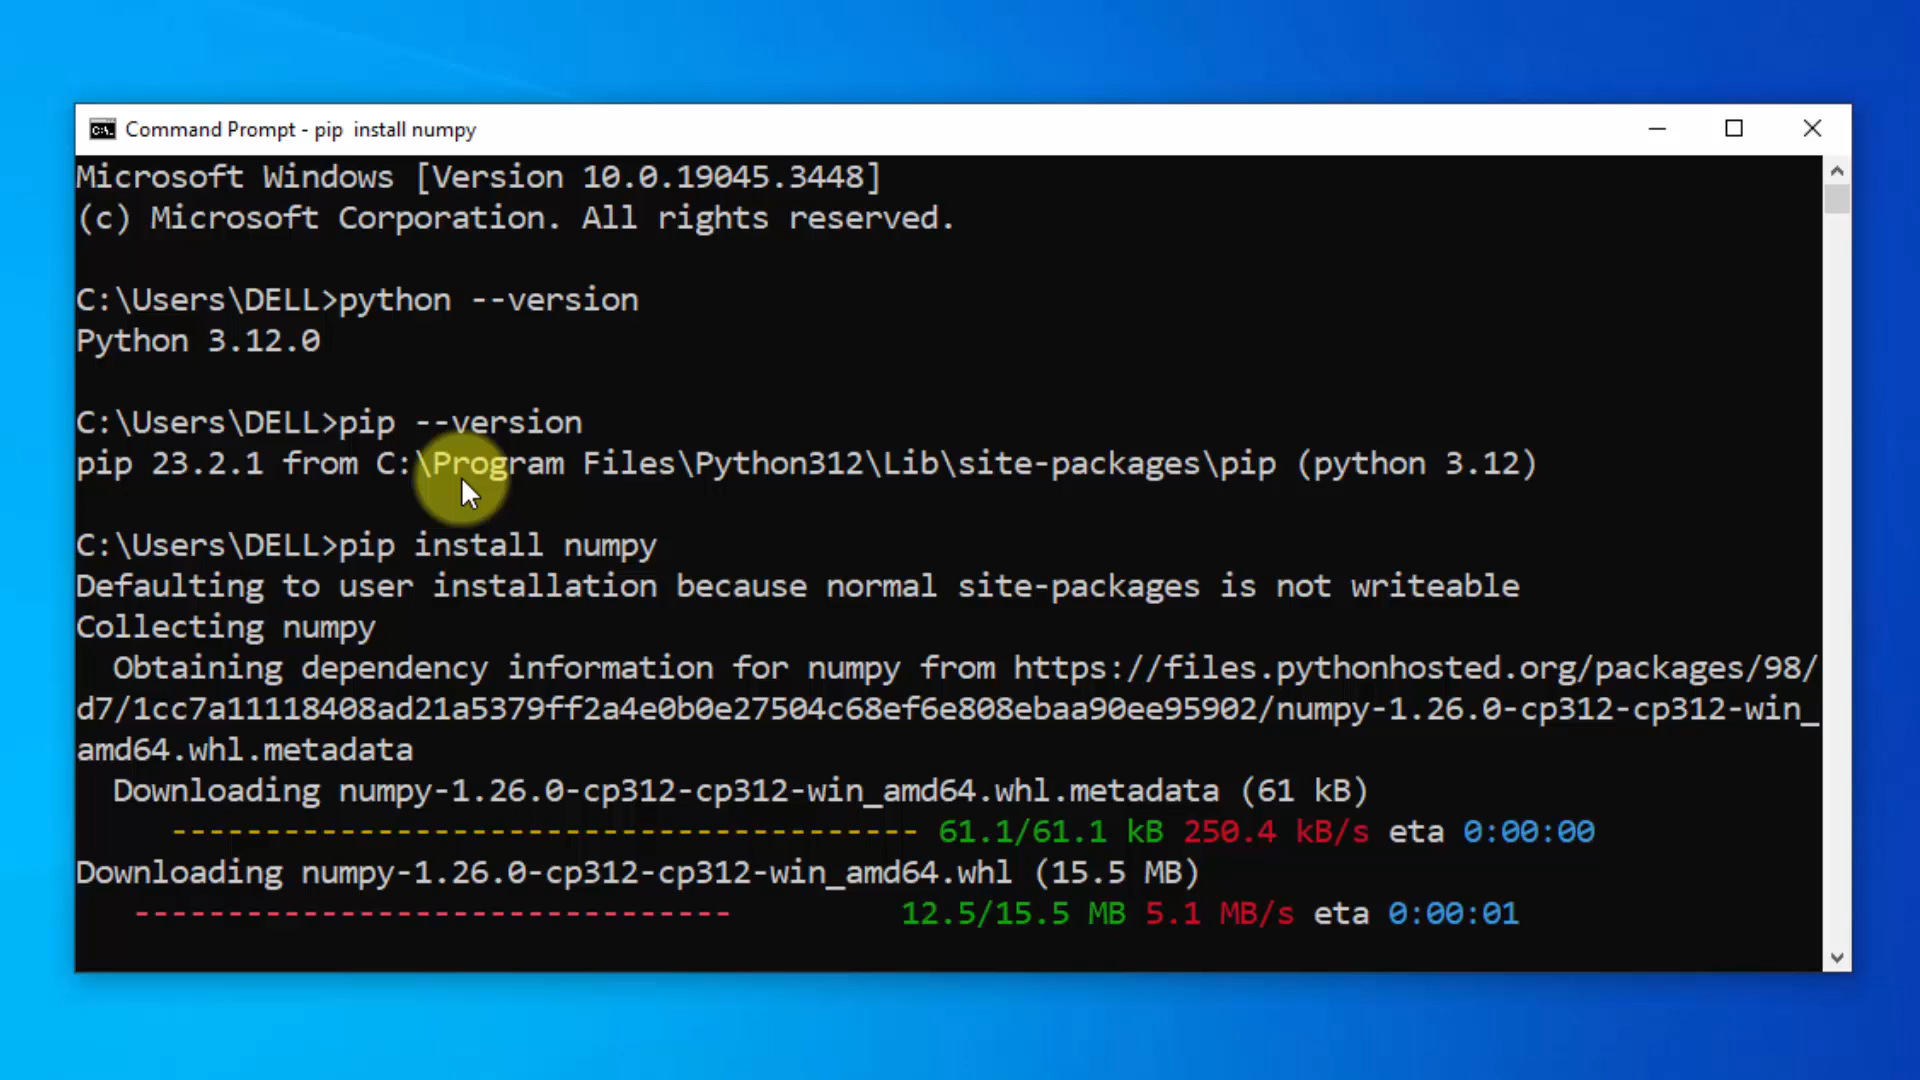 Command Prompt - pip  install numpy
Microsoft Windows [Version 10.0.19045.3448]
(c) Microsoft Corporation. All rights reserved.
C:\Users\DELL>python --version
Python 3.12.0
C:\Users\DELL>pip --version
pip 23.2.1 from C:\Program Files\Python312\Lib\site-packages\pip (python 3.12)
C:\Users\DELL>pip install numpy
Defaulting to user installation because normal site-packages is not writeable
Collecting numpy
  Obtaining dependency information for numpy from https://files.pythonhosted.org/packages/98/
d7/1cc7a11118408ad21a5379ff2a4e0b0e27504c68ef6e808ebaa90ee95902/numpy-1.26.0-cp312-cp312-win_
amd64.whl.metadata
  Downloading numpy-1.26.0-cp312-cp312-win_amd64.whl.metadata (61 kB)
     ---------------------------------------- 61.1/61.1 kB 250.4 kB/s eta 0:00:00
Downloading numpy-1.26.0-cp312-cp312-win_amd64.whl (15.5 MB)
   --------------------------------         12.5/15.5 MB 5.1 MB/s eta 0:00:01